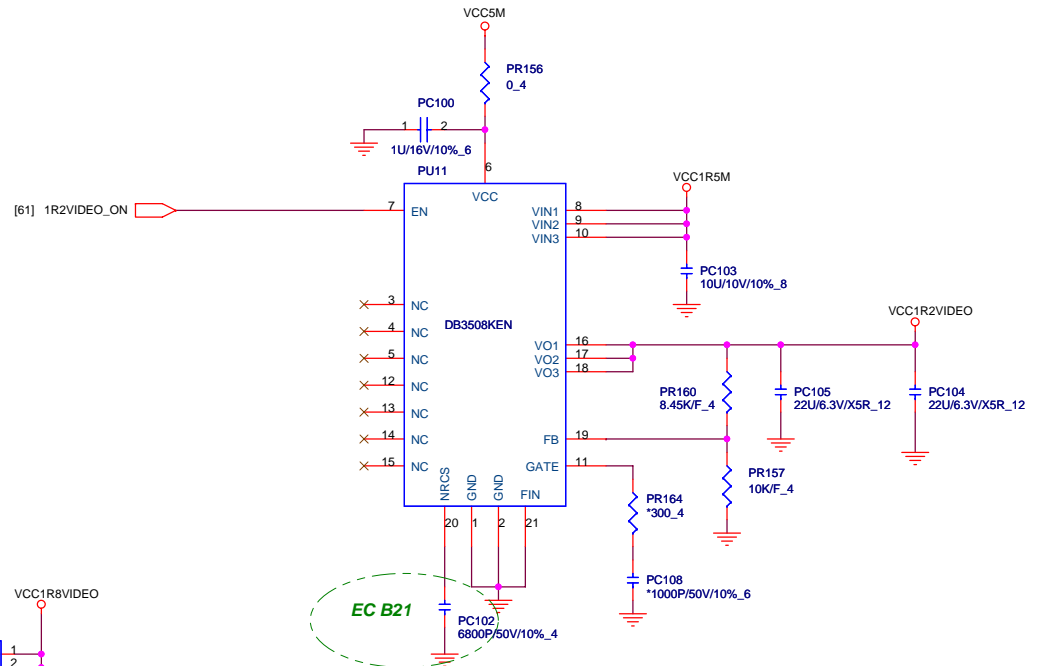 VCC5M
PR156
0_4
PC100
1 2
1U/16V/10%_6
PU11
6
VCC
VCC1R5M
[61] 1R2VIDEO_ON
7 EN
VIN1 8
VIN2 9
VIN3 10
PC103
10U/10V/10%_8
3 NC
4 NC
5 NC
12 NC
13 NC
14 NC
15 NC
DB3508KEN
VCC1R2VIDEO
VO1 16
VO2 17
VO3 18
PR160
8.45K/F_4
PC105
22U/6.3V/X5R_12
PC104
22U/6.3V/X5R_12
FB 19
GATE 11
PR157
10K/F_4
NRCS
GND
GND
FIN
20 1 2 21
PR164
*300_4
PC108
*1000P/50V/10%_6
EC B21
PC102
6800P/50V/10%_4
VCC1R8VIDEO
1
2